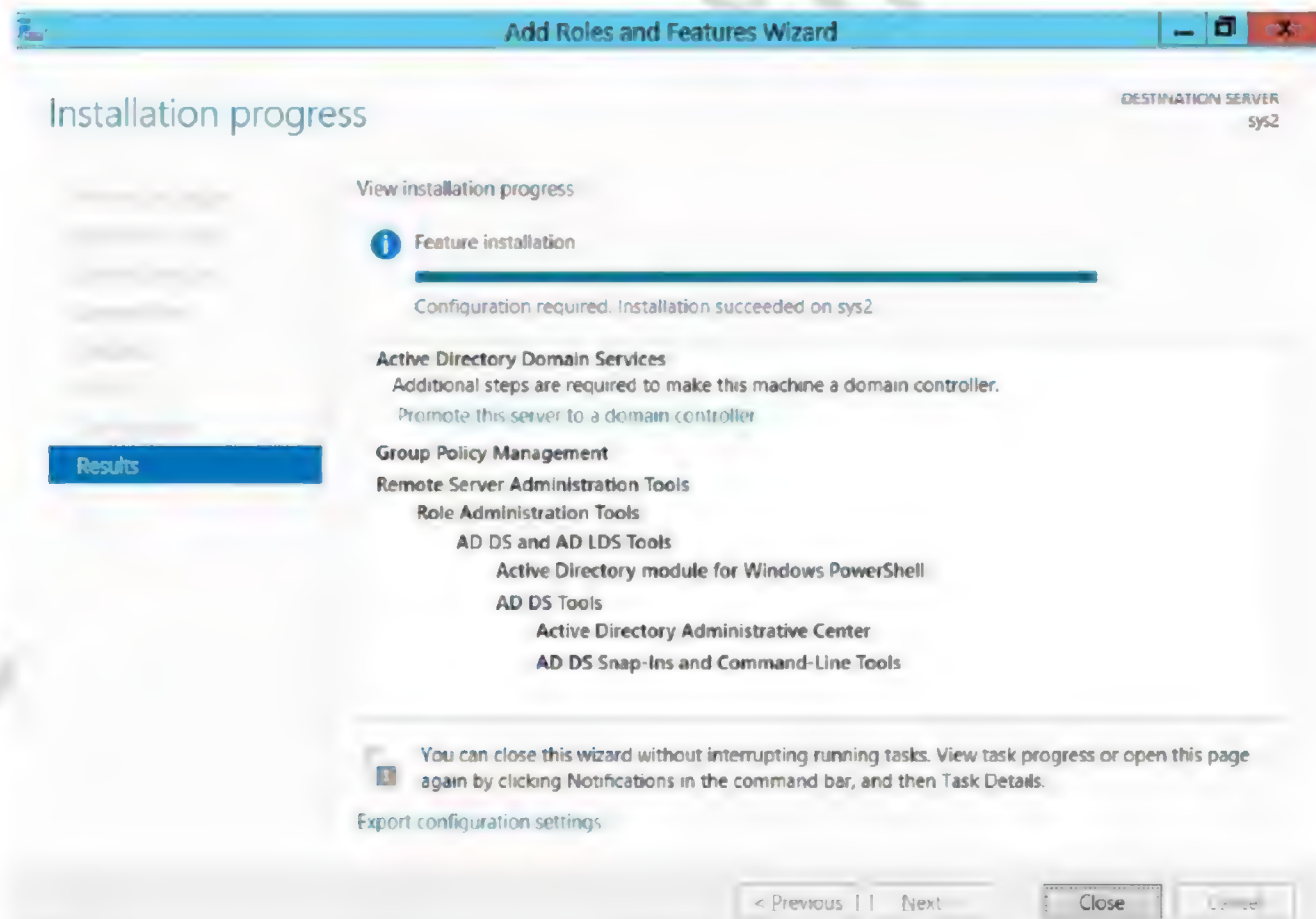 Add Roles and Features Wizard
Installation progress
DESTINATION SERVER
sys2
View installation progress
Feature installation
Configuration required. Installation succeeded on sys2
Active Directory Domain Services
Additional steps are required to make this machine a domain controller.
Promote this server to a domain controller
Results
Group Policy Management
Remote Server Administration Tools
Role Administration Tools
AD DS and AD LDS Tools
Active Directory module for Windows PowerShell
AD DS Tools
Active Directory Administrative Center
AD DS Snap-Ins and Command-Line Tools
You can close this wizard without interrupting running tasks. View task progress or open this page
again by clicking Notifications in the command bar, and then Task Details.
Export configuration settings
< Previous Next Close